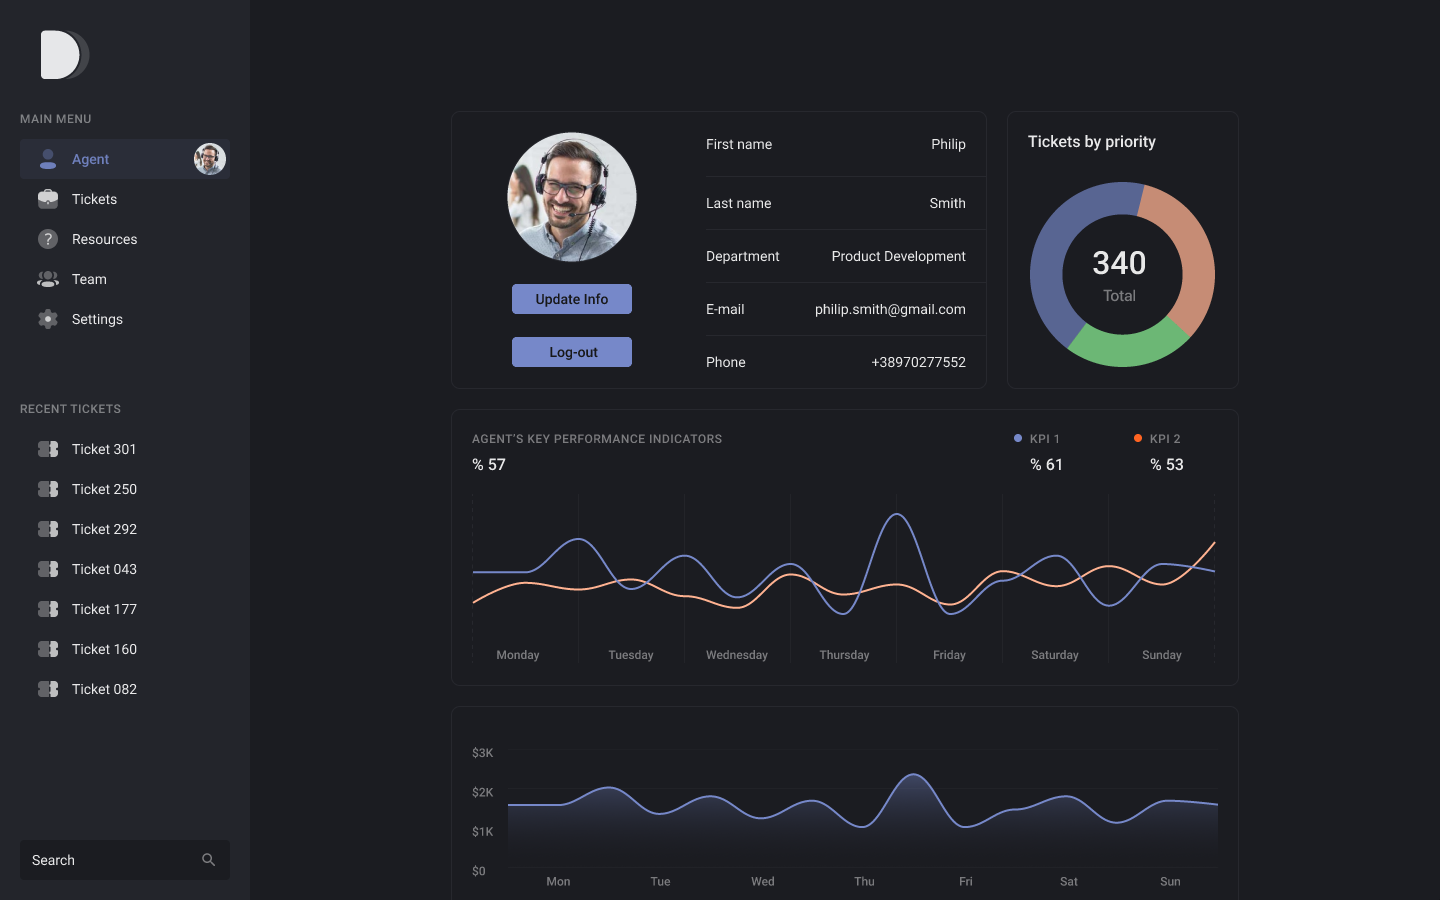 MAIN MENU
Agent
Tickets
Resources
Team
Settings
RECENT TICKETS
Ticket 301
Ticket 250
Ticket 292
Ticket 043
Ticket 177
Ticket 160
Ticket 082
Search
Update Info
Log-out
First name Philip
Last name Smith
Department Product Development
E-mail philip.smith@gmail.com
Phone +38970277552
Tickets by priority
340
Total
AGENT'S KEY PERFORMANCE INDICATORS
% 57
KPI 1 KPI 2
% 61 % 53
Monday Tuesday Wednesday Thursday Friday Saturday Sunday
$3K
$2K
$1K
$0
Mon Tue Wed Thu Fri Sat Sun